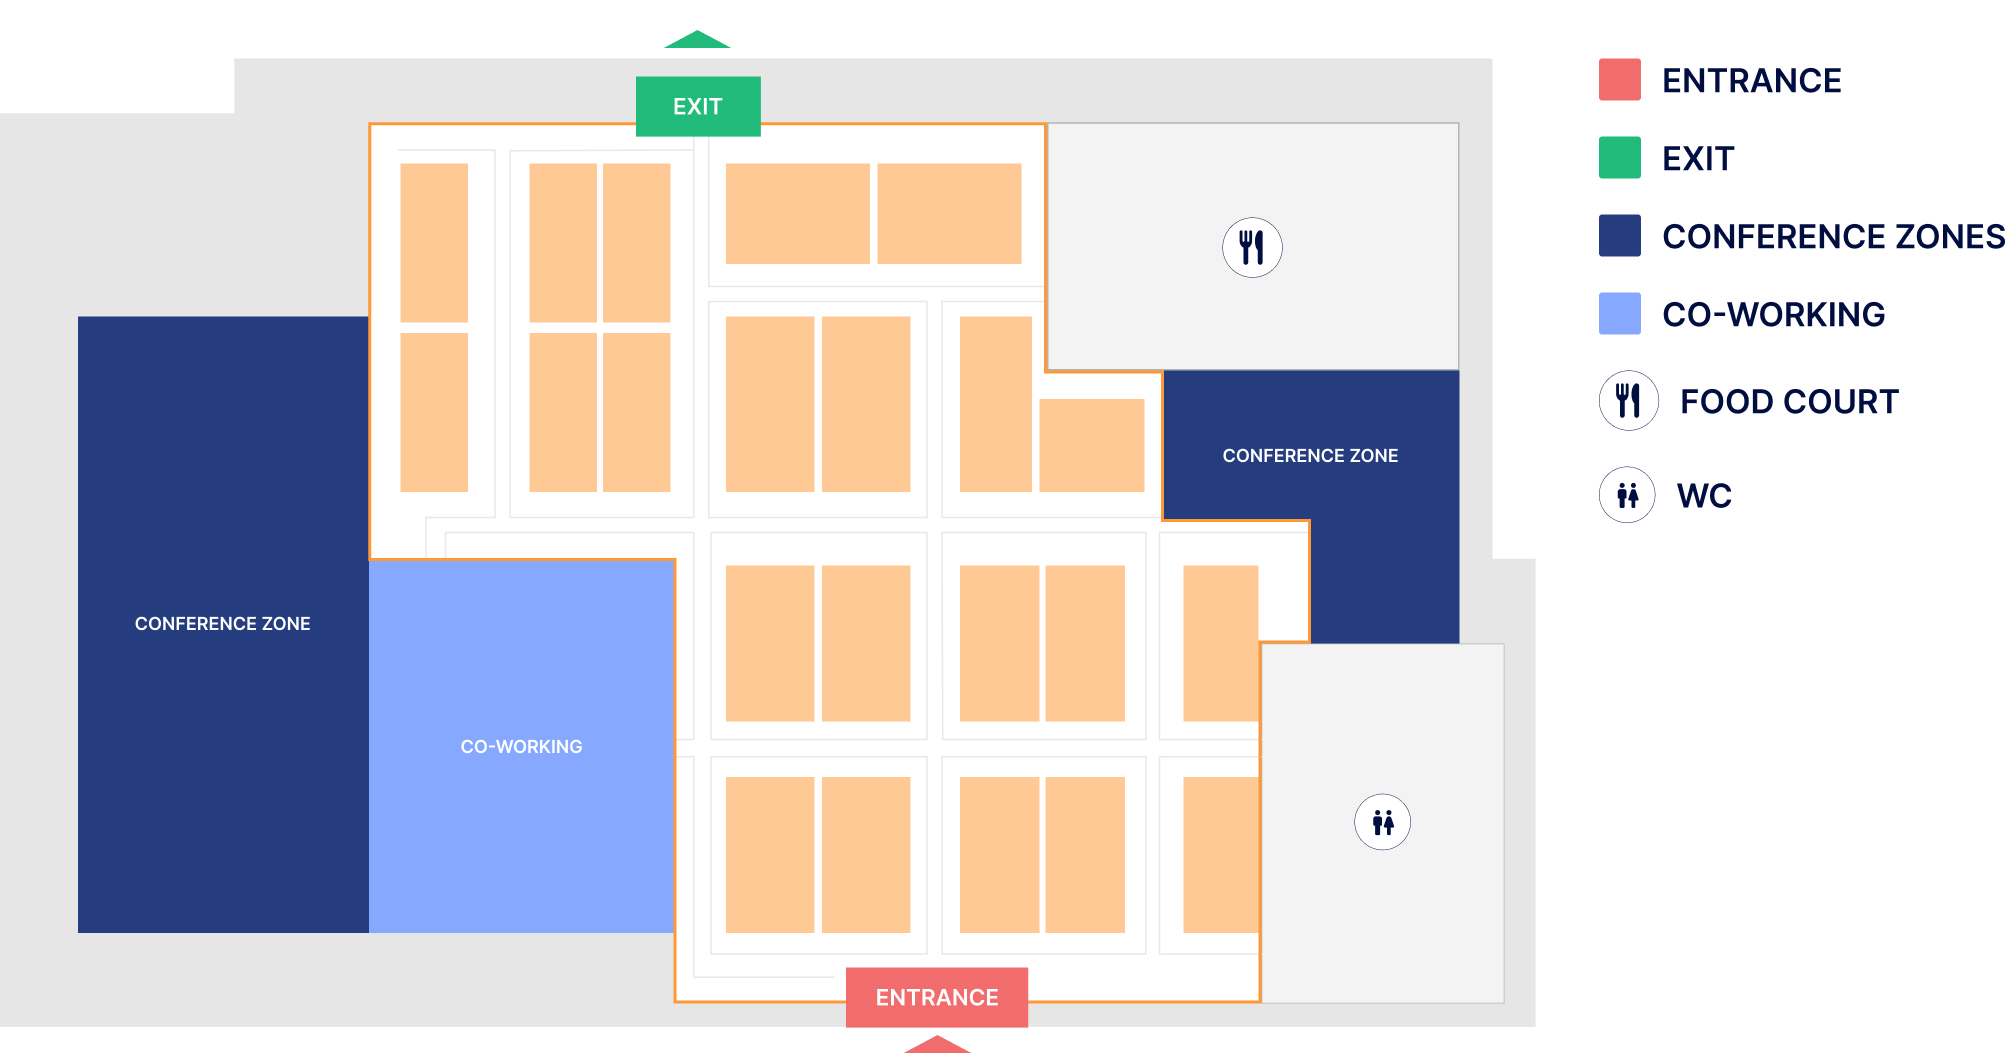 EXIT
CONFERENCE ZONE
CONFERENCE ZONE
CO-WORKING
ENTRANCE
ENTRANCE
EXIT
CONFERENCE ZONES
CO-WORKING
FOOD COURT
WC